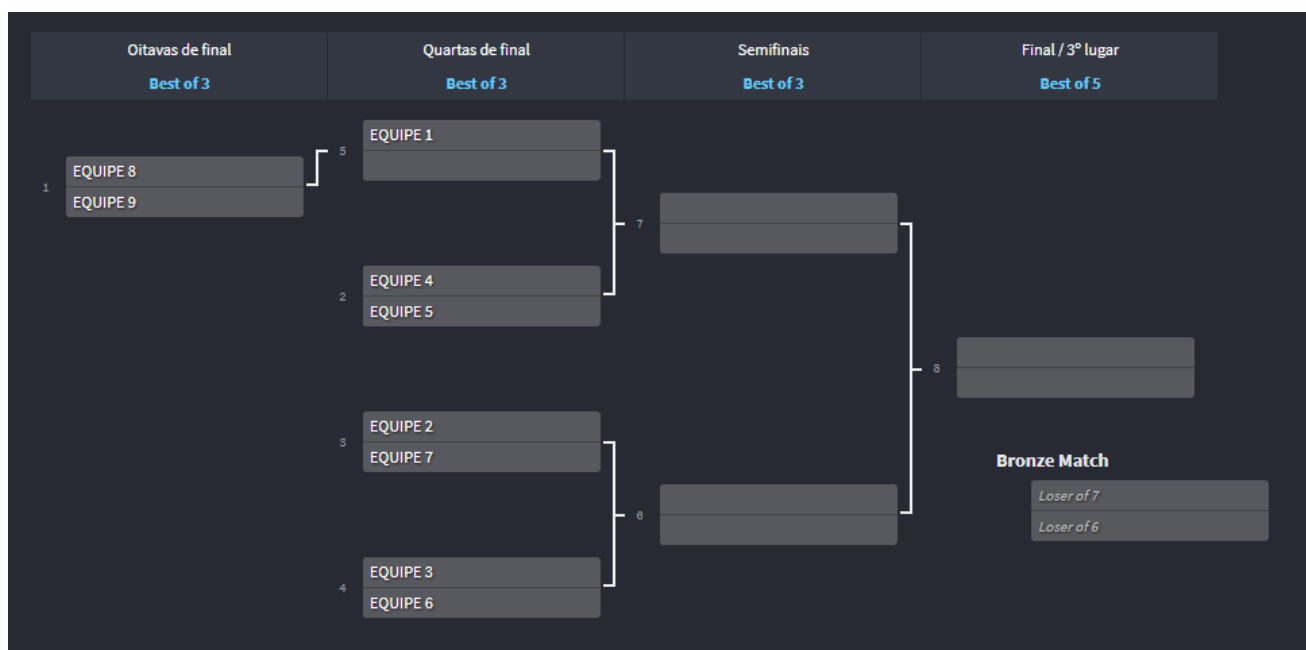 Oitavas de final
Best of 3
Quartas de final
Best of 3
Semifinais
Best of 3
Final / 3º lugar
Best of 5
1
EQUIPE 8
EQUIPE 9
5
EQUIPE 1
2
EQUIPE 4
EQUIPE 5
3
EQUIPE 2
EQUIPE 7
4
EQUIPE 3
EQUIPE 6
7
6
8
Bronze Match
Loser of 7
Loser of 6